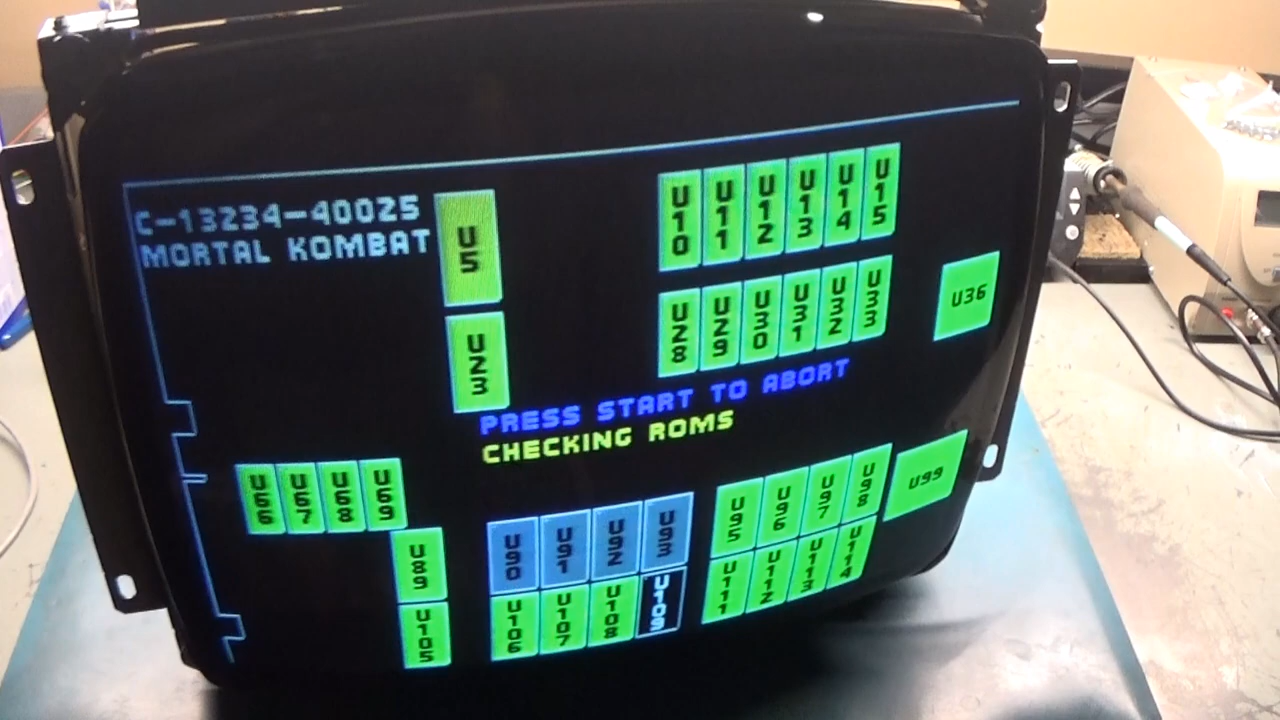 C-13234-40025
MORTAL KOMBAT
U5
U10 U11 U12 U13 U14 U15
U23
U28 U29 U30 U31 U32 U33
U36
PRESS START TO ABORT
CHECKING ROMS
U66 U67 U68 U69
U89
U90 U91 U92 U93
U95 U96 U97 U98
U99
U105
U106 U107 U108 U109
U111 U112 U113 U114